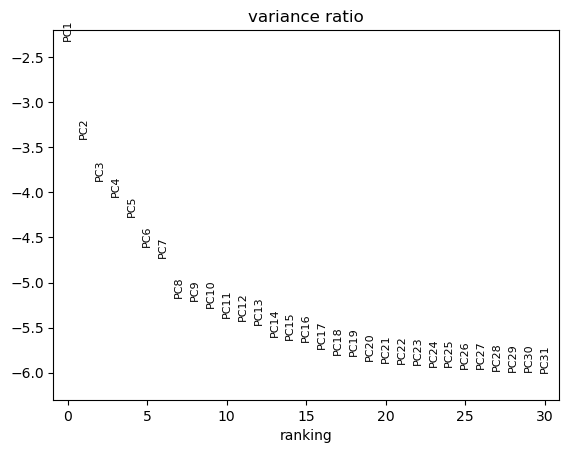 variance ratio
−2.5
−3.0
−3.5
−4.0
−4.5
−5.0
−5.5
−6.0
PC1
PC2
PC3
PC4
PC5
PC6
PC7
PC8
PC9
PC10
PC11
PC12
PC13
PC14
PC15
PC16
PC17
PC18
PC19
PC20
PC21
PC22
PC23
PC24
PC25
PC26
PC27
PC28
PC29
PC30
PC31
0 5 10 15 20 25 30
ranking